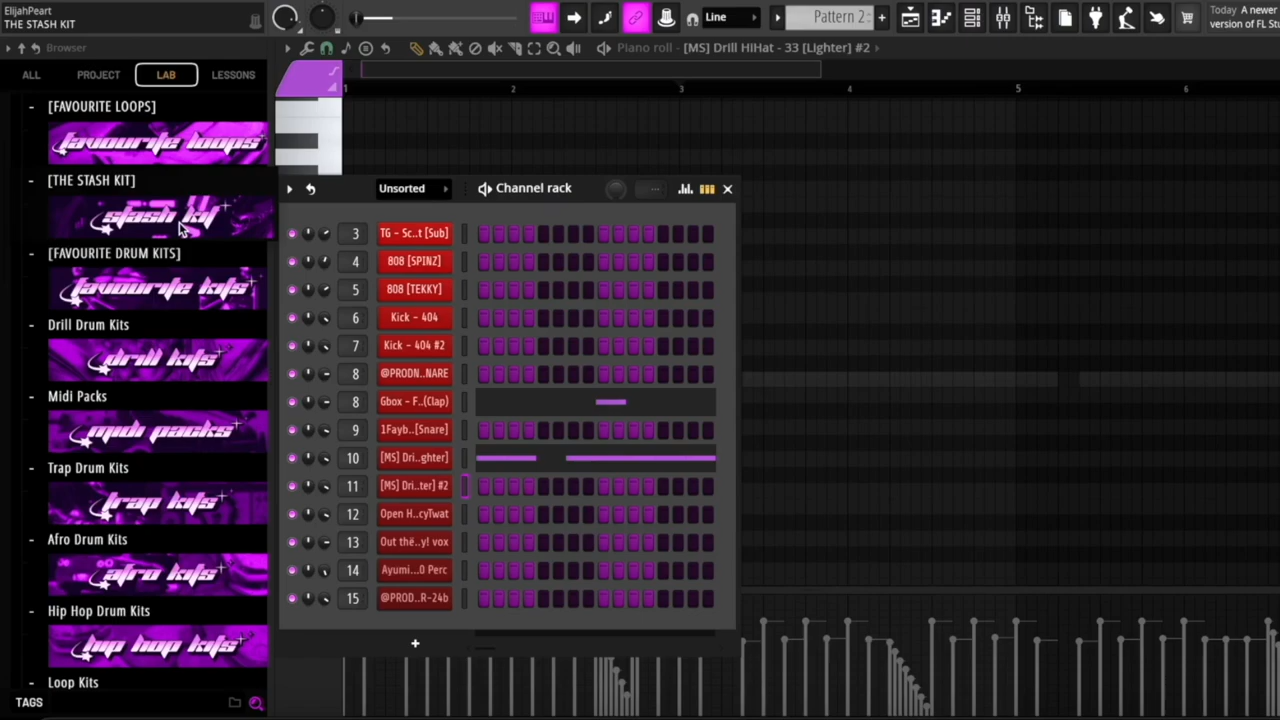 ElijahPeart
THE STASH KIT
Line
Pattern 2
+
Today A newer
version of FL Stu
Browser
Piano roll - [MS] Drill HiHat - 33 [Lighter] #2
ALL PROJECT LAB LESSONS
1 2 3 4 5 6
[FAVOURITE LOOPS]
favourite loops
[THE STASH KIT]
stash kit
[FAVOURITE DRUM KITS]
favourite kits
Drill Drum Kits
drill kits
Midi Packs
midi packs
Trap Drum Kits
trap kits
Afro Drum Kits
afro kits
Hip Hop Drum Kits
hip hop kits
Loop Kits
TAGS
Unsorted Channel rack
3 TG - Sc..t [Sub]
4 808 [SPINZ]
5 808 [TEKKY]
6 Kick - 404
7 Kick - 404 #2
8 @PRODN..NARE
8 Gbox - F..(Clap)
9 1Fayb..[Snare]
10 [MS] Dri..ghter]
11 [MS] Dri..ter] #2
12 Open H...cyTwat
13 Out thë..y! vox
14 Ayumi...0 Perc
15 @PROD...R-24b
+